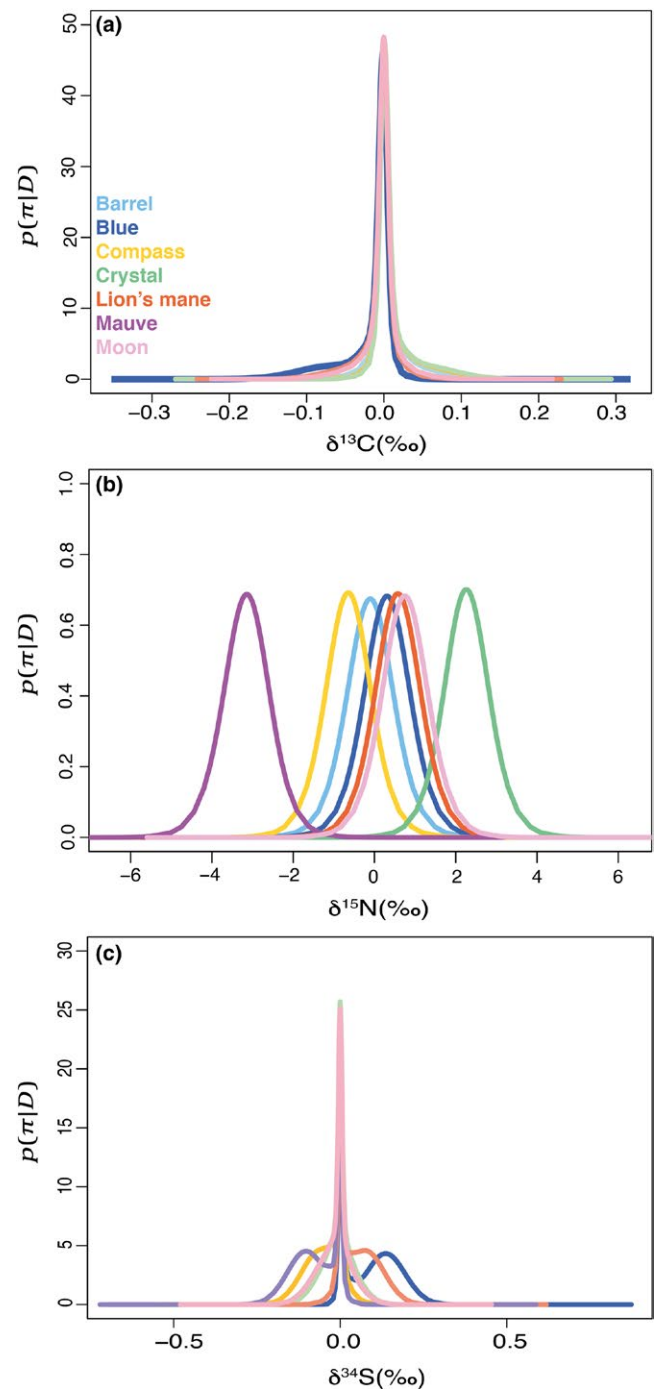 (a)
50
40
30
20
10
0
p(π|D)
Barrel
Blue
Compass
Crystal
Lion's mane
Mauve
Moon
−0.3 −0.2 −0.1 0.0 0.1 0.2 0.3
δ¹³C(‰)
(b)
1.0
0.8
0.6
0.4
0.2
0.0
p(π|D)
−6 −4 −2 0 2 4 6
δ¹⁵N(‰)
(c)
30
25
20
15
10
5
0
p(π|D)
−0.5 0.0 0.5
δ³⁴S(‰)